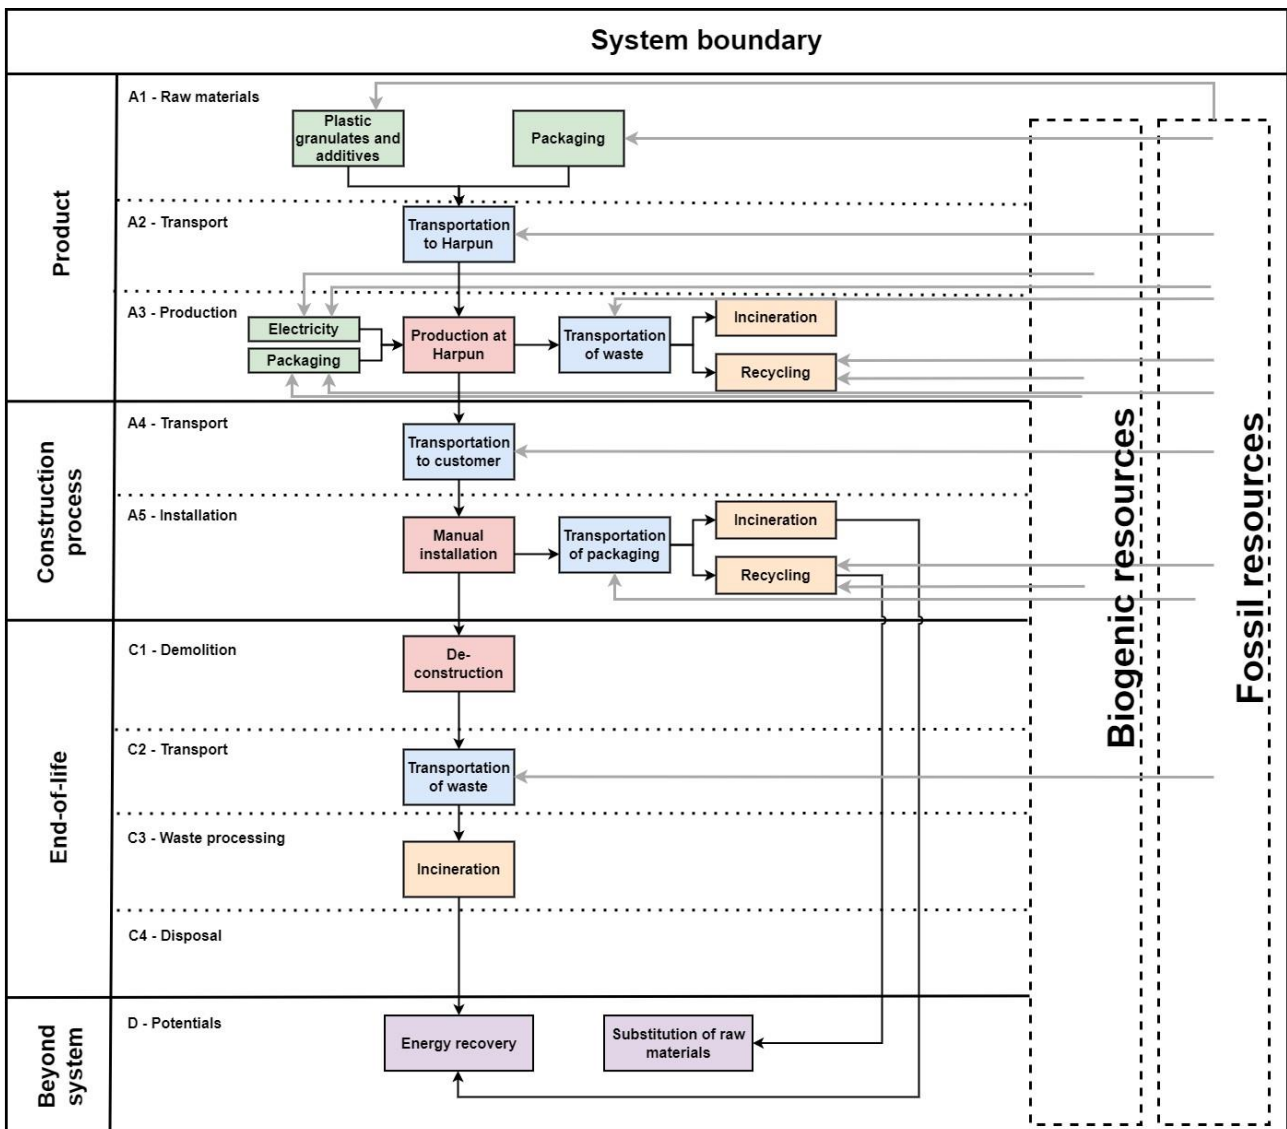 System boundary
Product
A1 - Raw materials
Plastic
granulates and
additives
Packaging
A2 - Transport
Transportation
to Harpun
A3 - Production
Electricity
Packaging
Production at
Harpun
Transportation
of waste
Incineration
Recycling
Construction
process
A4 - Transport
Transportation
to customer
A5 - Installation
Manual
installation
Transportation
of packaging
Incineration
Recycling
End-of-life
C1 - Demolition
De-
construction
C2 - Transport
Transportation
of waste
C3 - Waste processing
Incineration
C4 - Disposal
Beyond
system
D - Potentials
Energy recovery
Substitution of raw
materials
Biogenic resources
Fossil resources